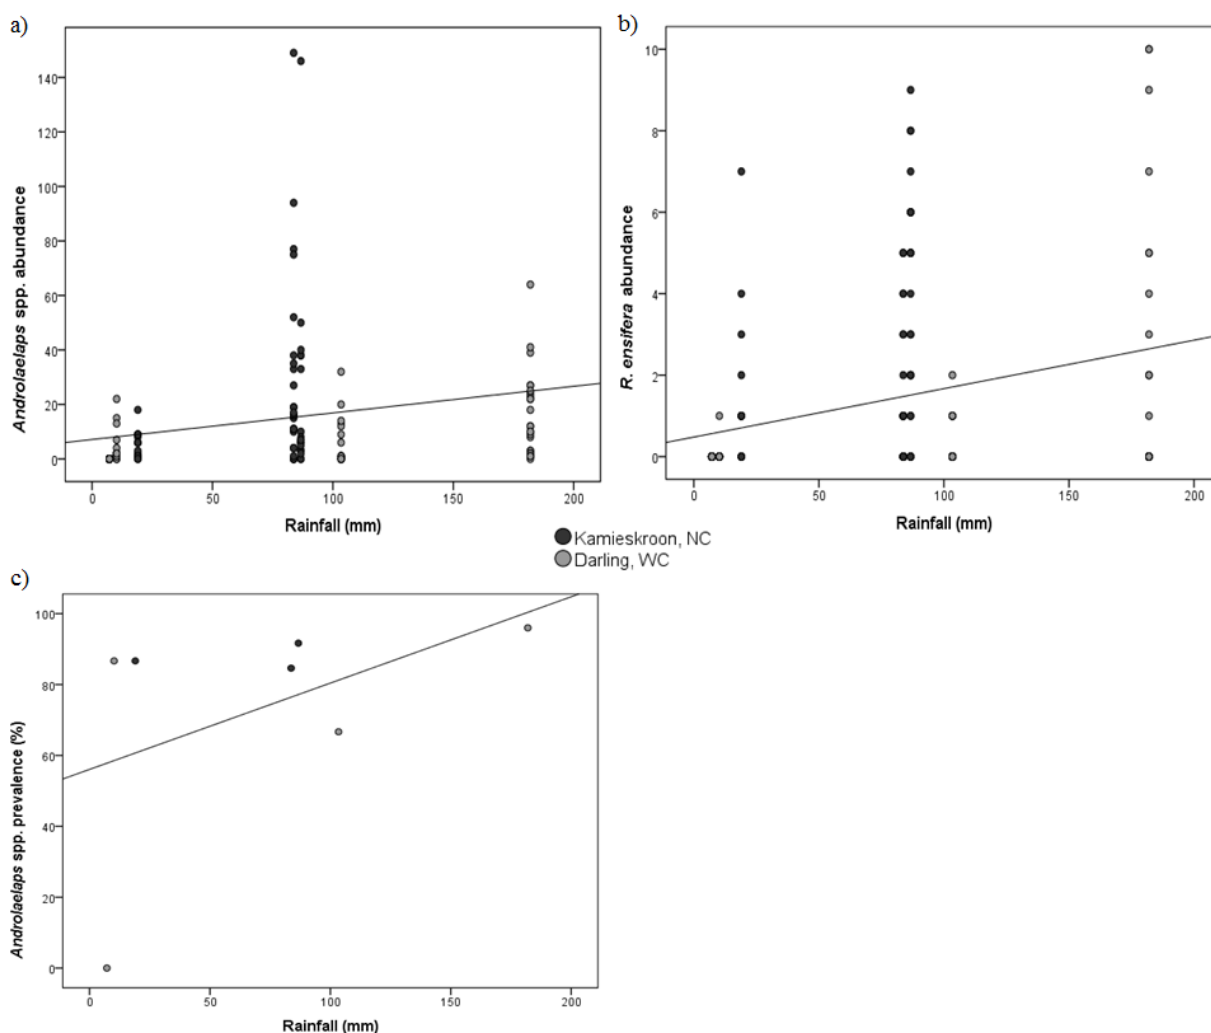 a)
Androlaelaps spp. abundance
140
120
100
80
60
40
20
0
0 50 100 150 200
Rainfall (mm)
b)
R. ensifera abundance
10
8
6
4
2
0
0 50 100 150 200
Rainfall (mm)
Kamieskroon, NC
Darling, WC
c)
Androlaelaps spp. prevalence (%)
100
80
60
40
20
0
0 50 100 150 200
Rainfall (mm)